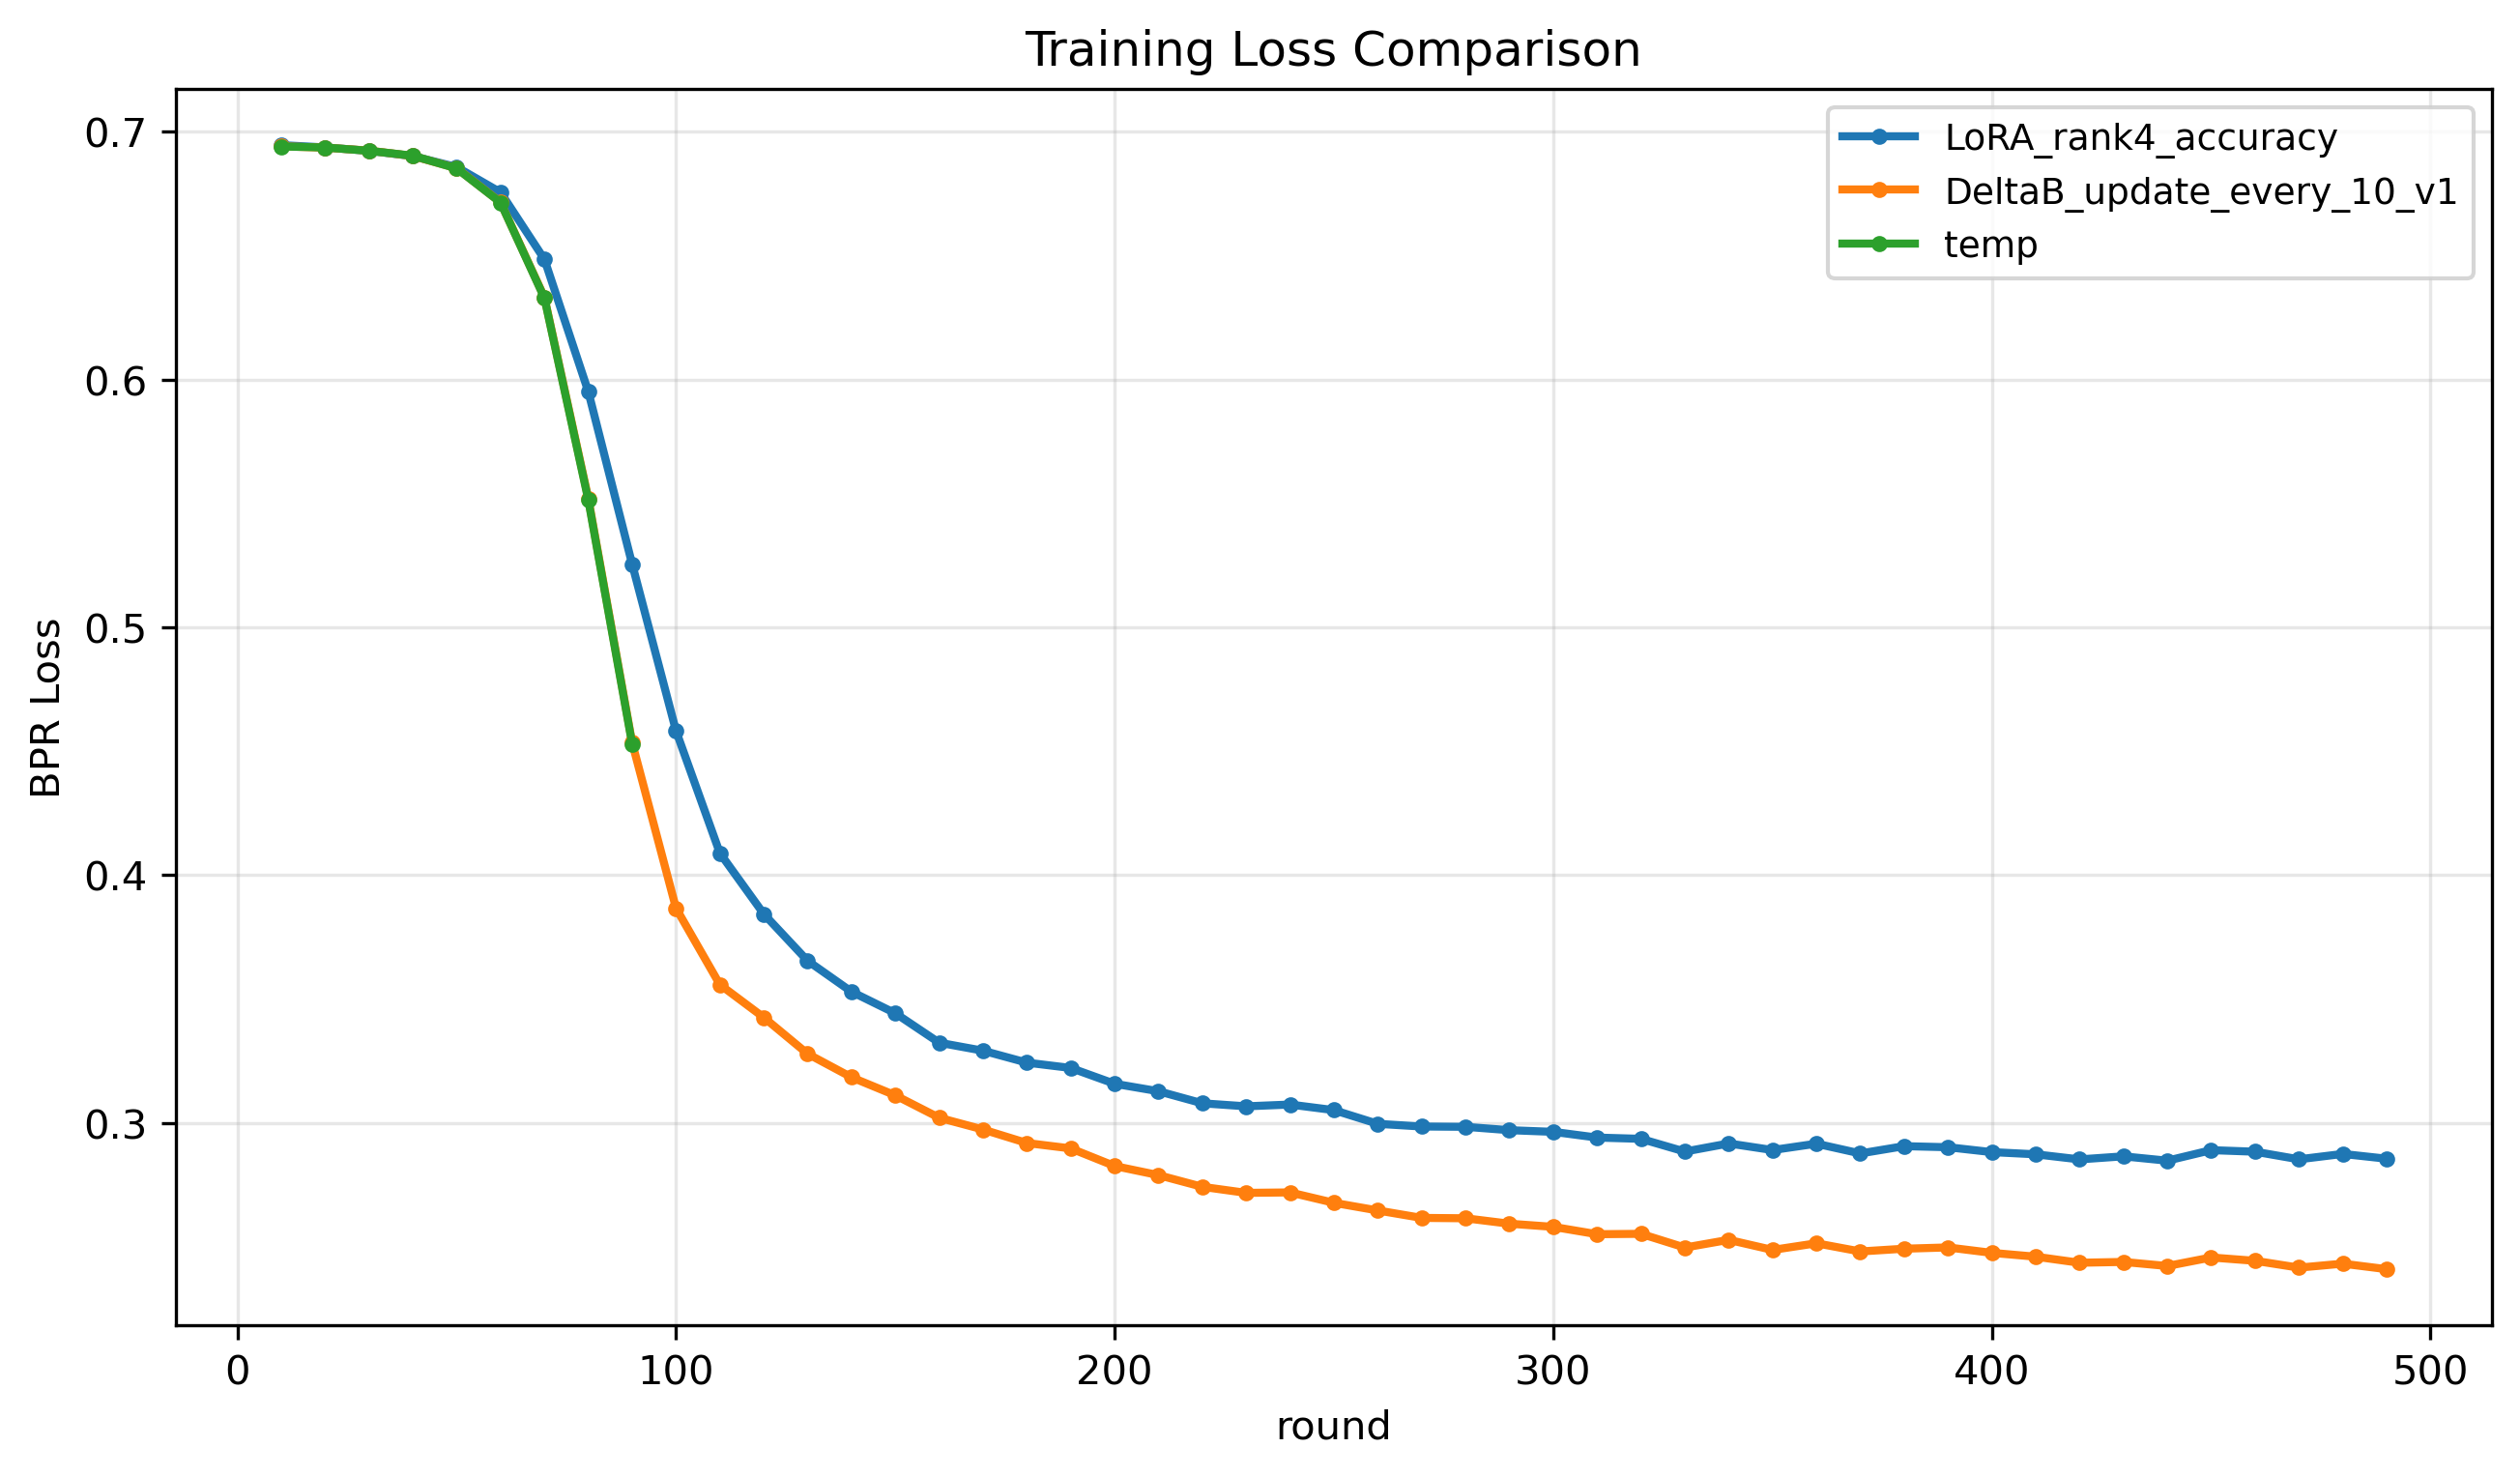 Training Loss Comparison
LoRA_rank4_accuracy
DeltaB_update_every_10_v1
temp
BPR Loss
0.7
0.6
0.5
0.4
0.3
0
100
200
300
400
500
round